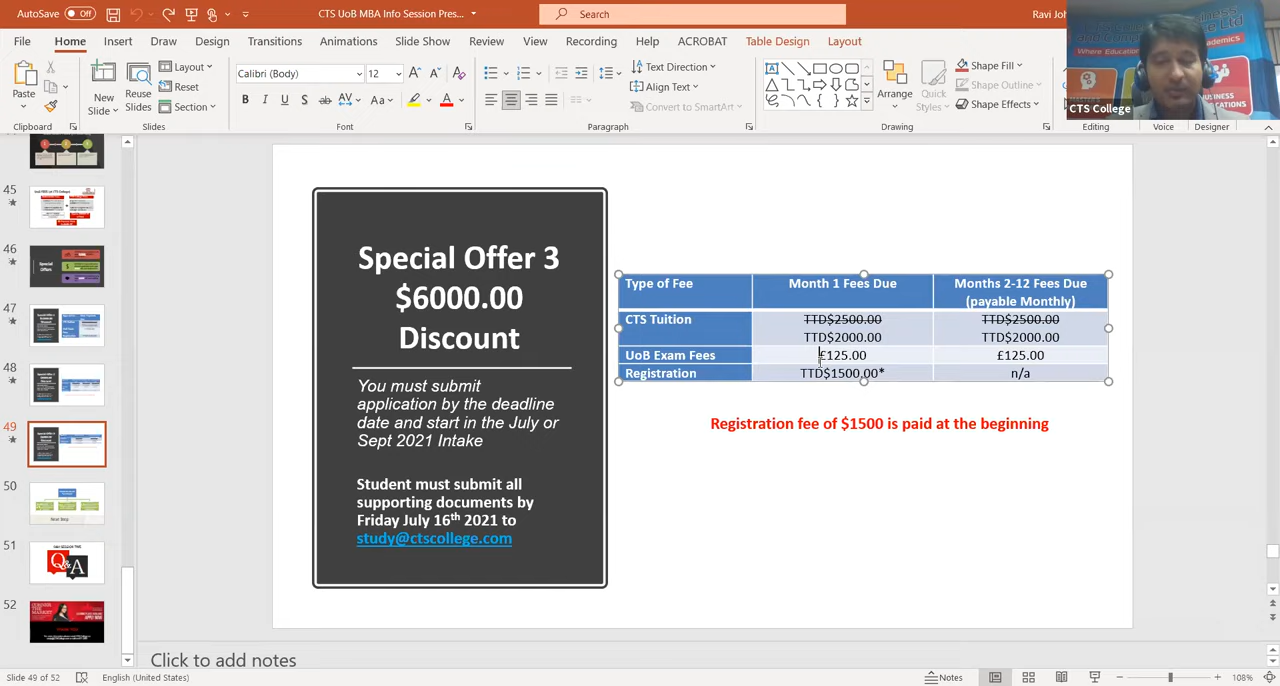 AutoSave Off
CTS UoB MBA Info Session Pres...
Search
Ravi Jo
File Home Insert Draw Design Transitions Animations Slide Show Review View Recording Help ACROBAT Table Design Layout
Paste
New
Slide
Reuse
Slides
Layout
Reset
Section
Calibri (Body)
12
Text Direction
Align Text
Convert to SmartArt
Arrange
Quick
Styles
Shape Fill
Shape Outline
Shape Effects
Clipboard
Slides
Font
Paragraph
Drawing
Editing
Voice
Designer
CTS College
45
46
47
48
49
50
51
Q&A
52
Special Offer 3
$6000.00
Discount
You must submit
application by the deadline
date and start in the July or
Sept 2021 Intake
Student must submit all
supporting documents by
Friday July 16th 2021 to
study@ctscollege.com
Type of Fee
Month 1 Fees Due
Months 2-12 Fees Due
(payable Monthly)
CTS Tuition
TTD$2500.00
TTD$2000.00
TTD$2500.00
TTD$2000.00
UoB Exam Fees
£125.00
£125.00
Registration
TTD$1500.00*
n/a
Registration fee of $1500 is paid at the beginning
Click to add notes
Slide 49 of 52
English (United States)
Notes
108%